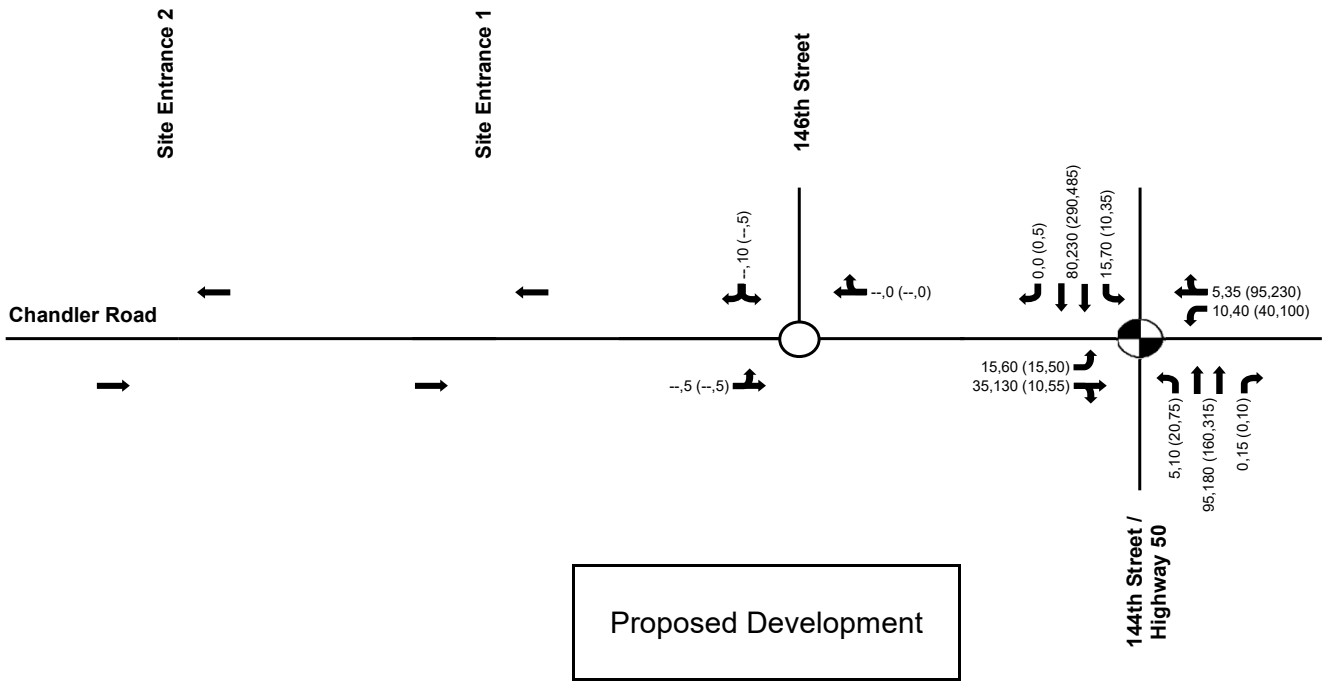 Site Entrance 2
Site Entrance 1
146th Street
--,10 (--,5)
0,0 (0,5)
80,230 (290,485)
15,70 (10,35)
--,0 (--,0)
5,35 (95,230)
10,40 (40,100)
Chandler Road
--,5 (--,5)
15,60 (15,50)
35,130 (10,55)
5,10 (20,75)
95,180 (160,315)
0,15 (0,10)
144th Street /
Highway 50
Proposed Development